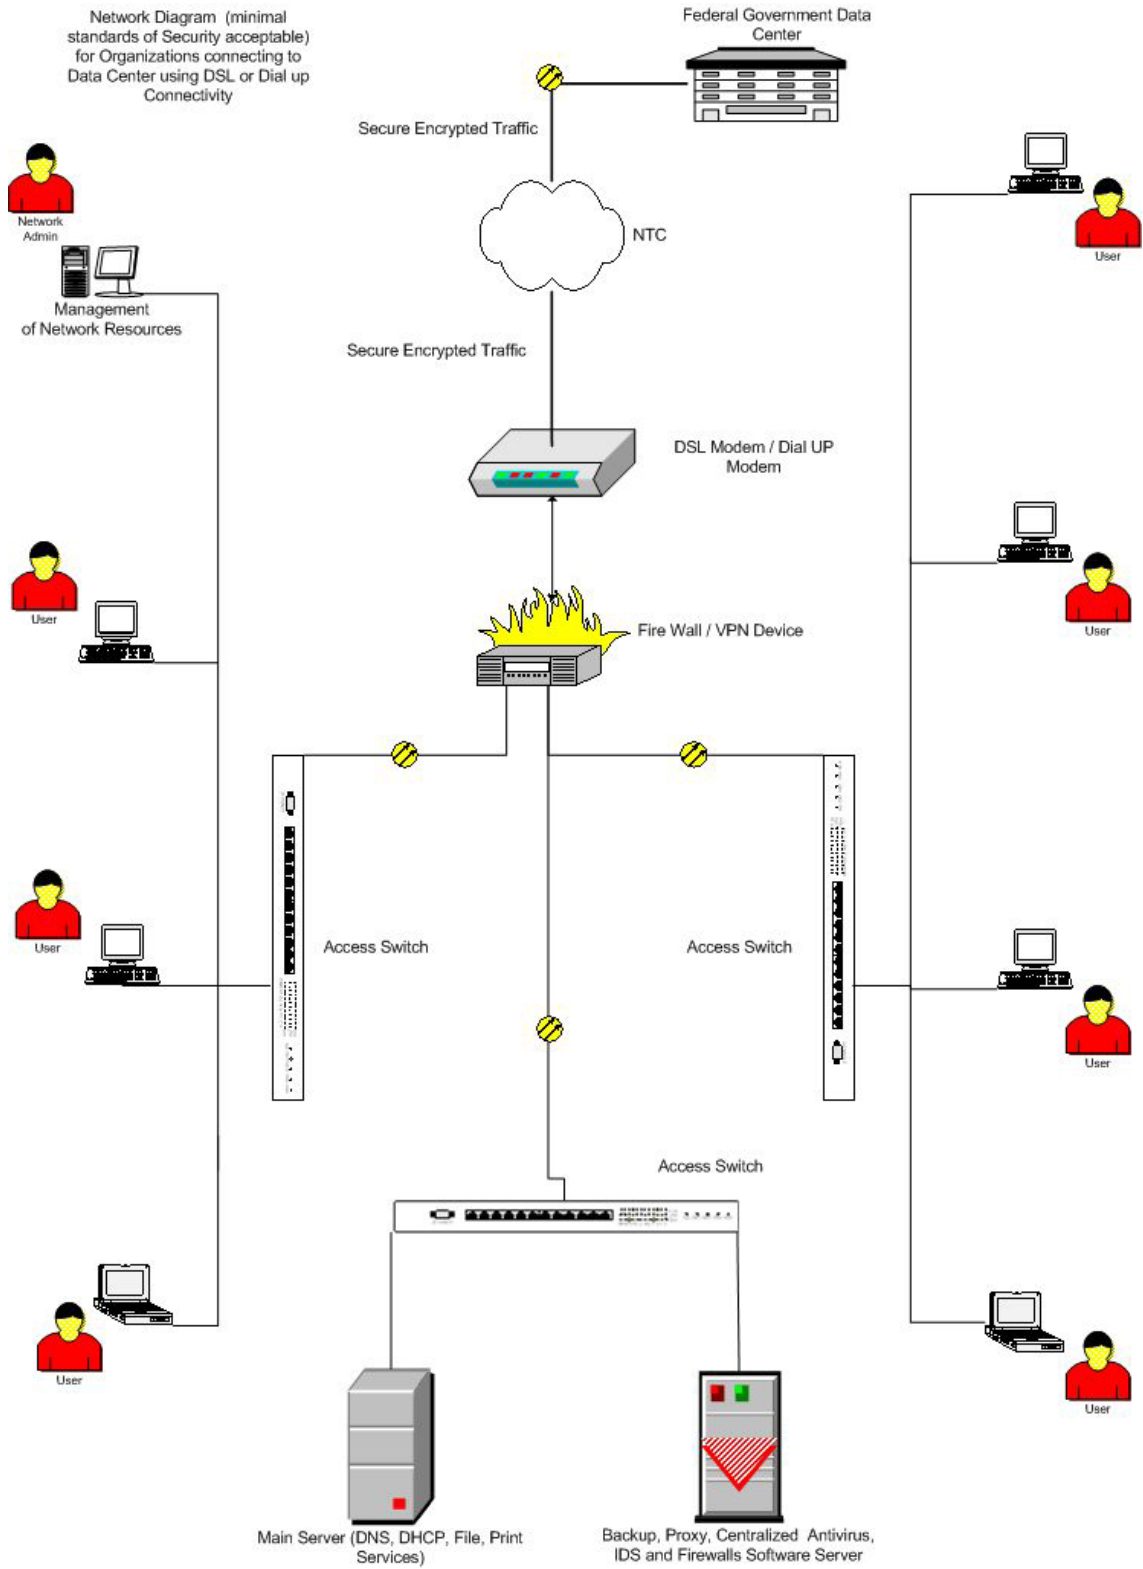 Network Diagram (minimal
standards of Security acceptable)
for Organizations connecting to
Data Center using DSL or Dial up
Connectivity
Federal Government Data
Center
Secure Encrypted Traffic
Network
Admin
User
NTC
Management
of Network Resources
Secure Encrypted Traffic
DSL Modem / Dial UP
Modem
User
Fire Wall / VPN Device
User
User
Access Switch
Access Switch
User
User
Access Switch
User
User
Main Server (DNS, DHCP, File, Print
Services)
Backup, Proxy, Centralized Antivirus,
IDS and Firewalls Software Server